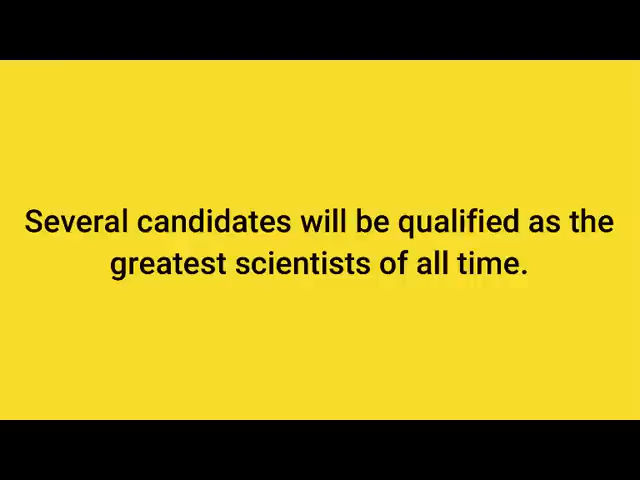 Several candidates will be qualified as the
greatest scientists of all time.